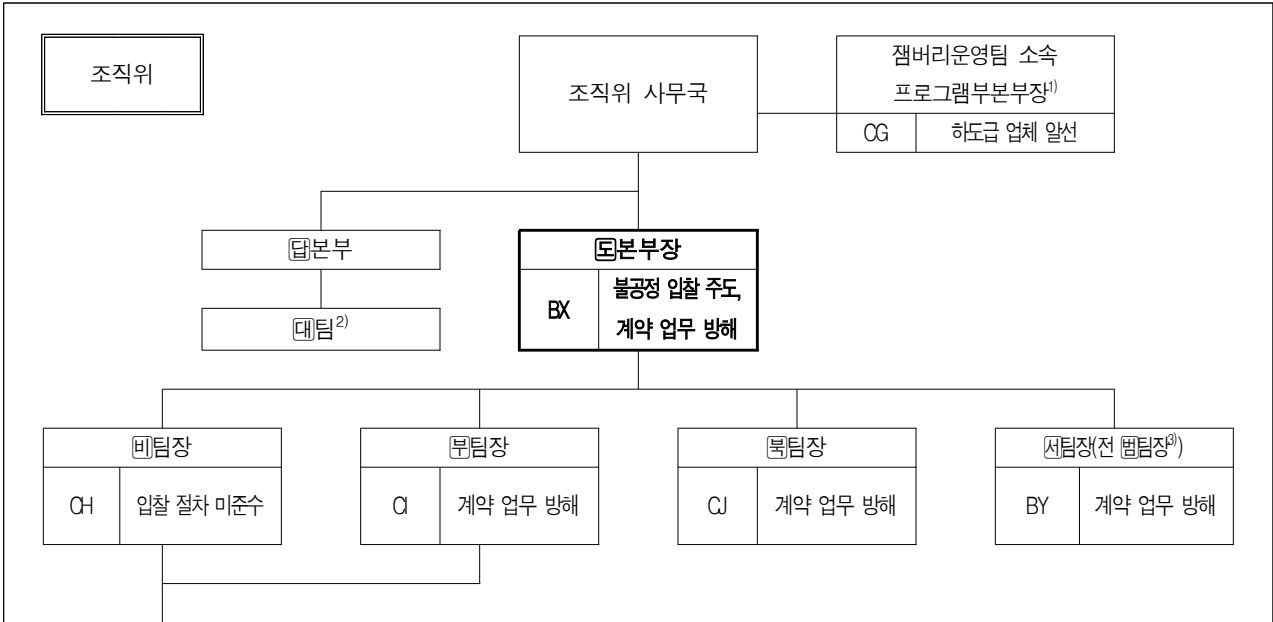 조직위
조직위 사무국
잼버리운영팀 소속
프로그램부본부장1)
CG 하도급 업체 알선
답본부
도본부장
BX 불공정 입찰 주도,
계약 업무 방해
대팀2)
비팀장
CH 입찰 절차 미준수
부팀장
CI 계약 업무 방해
북팀장
CJ 계약 업무 방해
서팀장(전 범팀장3))
BY 계약 업무 방해